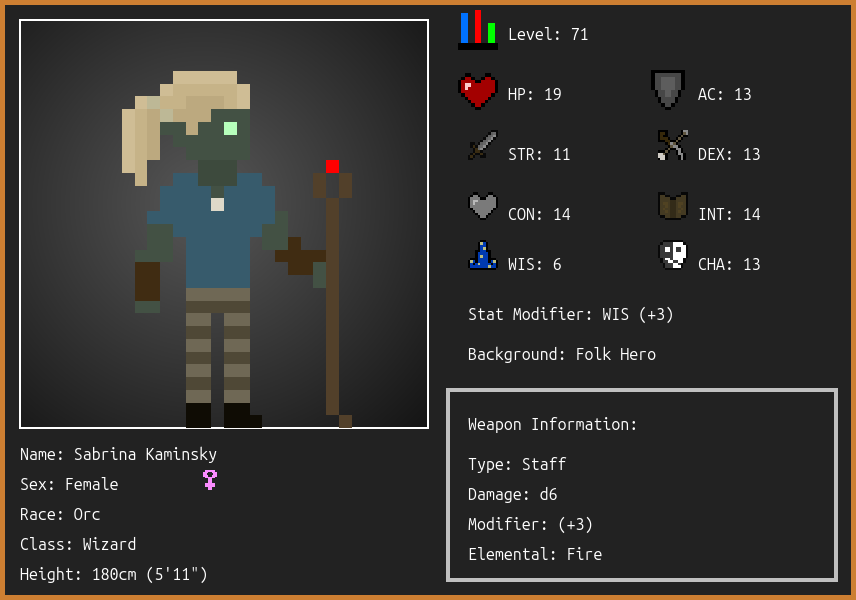 Level: 71
HP: 19
AC: 13
STR: 11
DEX: 13
CON: 14
INT: 14
WIS: 6
CHA: 13
Stat Modifier: WIS (+3)
Background: Folk Hero
Weapon Information:
Type: Staff
Damage: d6
Modifier: (+3)
Elemental: Fire
Name: Sabrina Kaminsky
Sex: Female
Race: Orc
Class: Wizard
Height: 180cm (5'11")